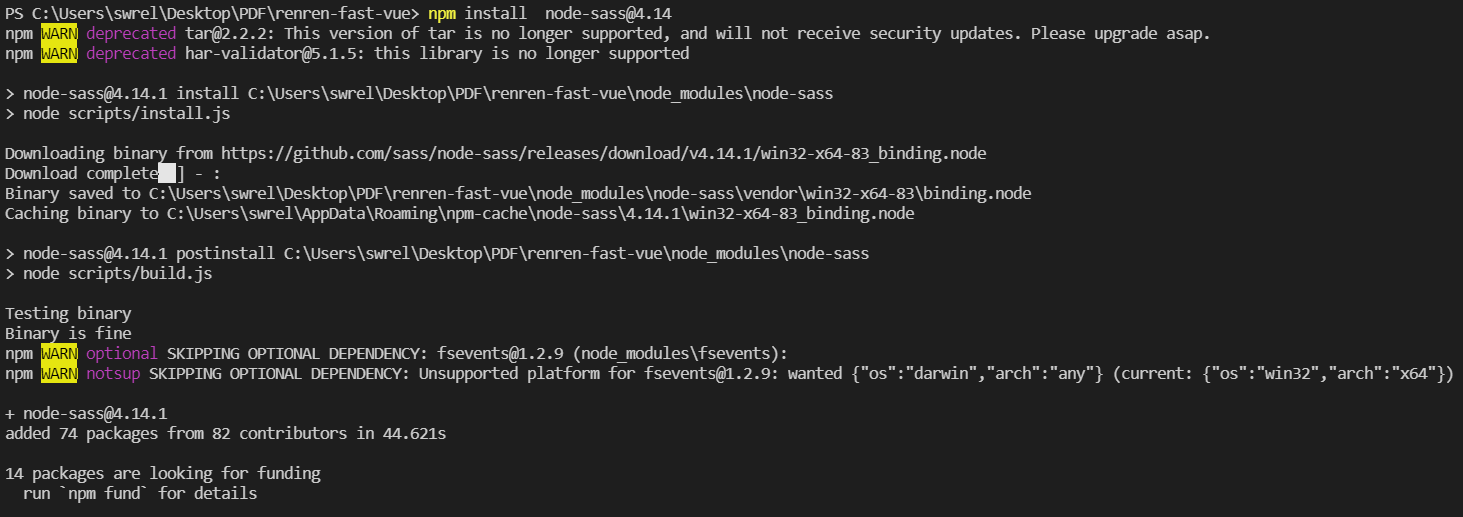 PS C:\Users\swrel\Desktop\PDF\renren-fast-vue> npm install  node-sass@4.14
npm WARN deprecated tar@2.2.2: This version of tar is no longer supported, and will not receive security updates. Please upgrade asap.
npm WARN deprecated har-validator@5.1.5: this library is no longer supported
> node-sass@4.14.1 install C:\Users\swrel\Desktop\PDF\renren-fast-vue\node_modules\node-sass
> node scripts/install.js
Downloading binary from https://github.com/sass/node-sass/releases/download/v4.14.1/win32-x64-83_binding.node
Download complete  ] - :
Binary saved to C:\Users\swrel\Desktop\PDF\renren-fast-vue\node_modules\node-sass\vendor\win32-x64-83\binding.node
Caching binary to C:\Users\swrel\AppData\Roaming\npm-cache\node-sass\4.14.1\win32-x64-83_binding.node
> node-sass@4.14.1 postinstall C:\Users\swrel\Desktop\PDF\renren-fast-vue\node_modules\node-sass
> node scripts/build.js
Testing binary
Binary is fine
npm WARN optional SKIPPING OPTIONAL DEPENDENCY: fsevents@1.2.9 (node_modules\fsevents):
npm WARN notsup SKIPPING OPTIONAL DEPENDENCY: Unsupported platform for fsevents@1.2.9: wanted {"os":"darwin","arch":"any"} (current: {"os":"win32","arch":"x64"})
+ node-sass@4.14.1
added 74 packages from 82 contributors in 44.621s
14 packages are looking for funding
  run `npm fund` for details